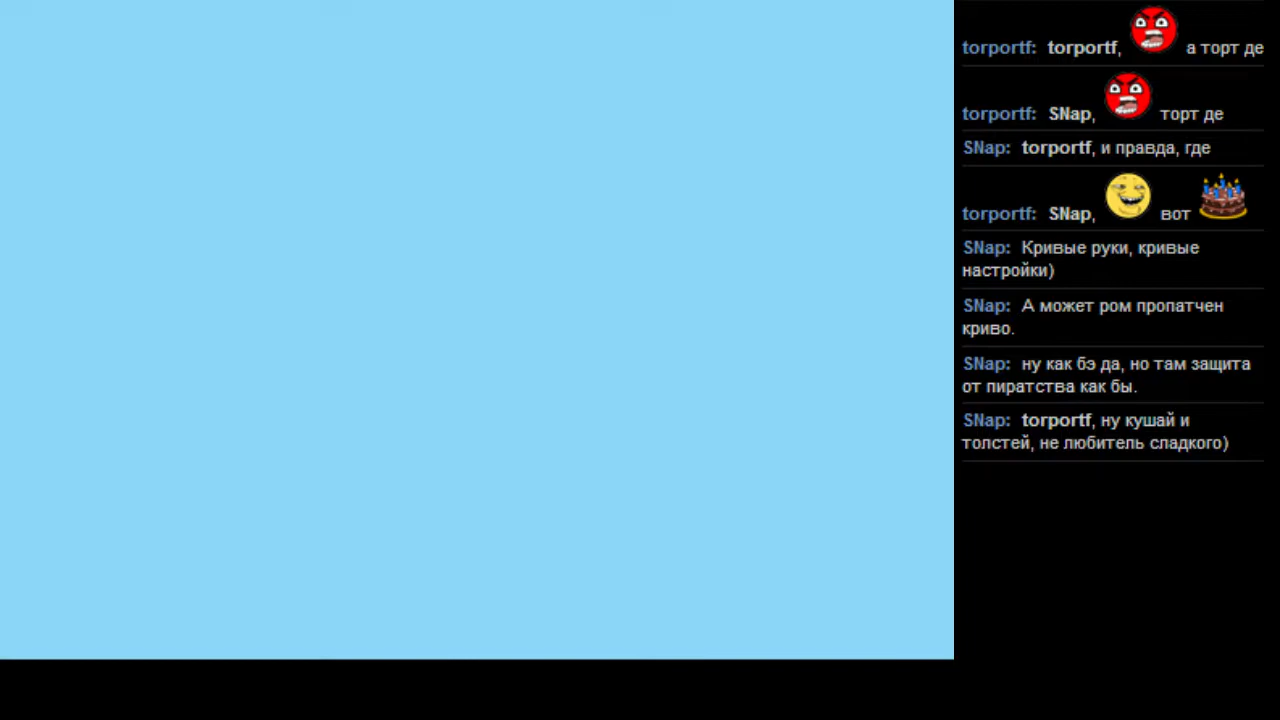 torportf: torportf, а торт де
torportf: SNap, торт де
SNap: torportf, и правда, где
torportf: SNap, вот
SNap: Кривые руки, кривые
настройки)
SNap: А может ром пропатчен
криво.
SNap: ну как бэ да, но там защита
от пиратства как бы.
SNap: torportf, ну кушай и
толстей, не любитель сладкого)